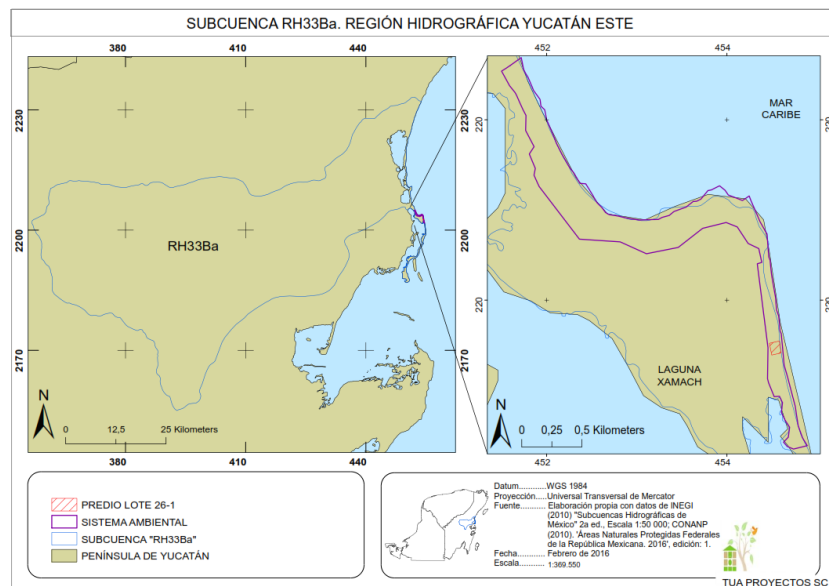 SUBCUENCA RH33Ba. REGIÓN HIDROGRÁFICA YUCATÁN ESTE
380
410
440
2230
2200
2170
RH33Ba
N
0 12,5 25 Kilometers
380
410
440
452
454
220
220
MAR
CARIBE
220
220
LAGUNA
XAMACH
N
0 0,25 0,5 Kilometers
452
454
PREDIO LOTE 26-1
SISTEMA AMBIENTAL
SUBCUENCA "RH33Ba"
PENÍNSULA DE YUCATÁN
Datum............WGS 1984
Proyección.....Universal Transversal de Mercator
Fuente............ Elaboración propia con datos de INEGI
(2010) "Subcuencas Hidrográficas de
México" 2a ed., Escala 1:50 000; CONANP
(2010). 'Áreas Naturales Protegidas Federales
de la República Mexicana. 2016', edición: 1.
Fecha.............. Febrero de 2016
Escala............ 1:369.550
TUA PROYECTOS S